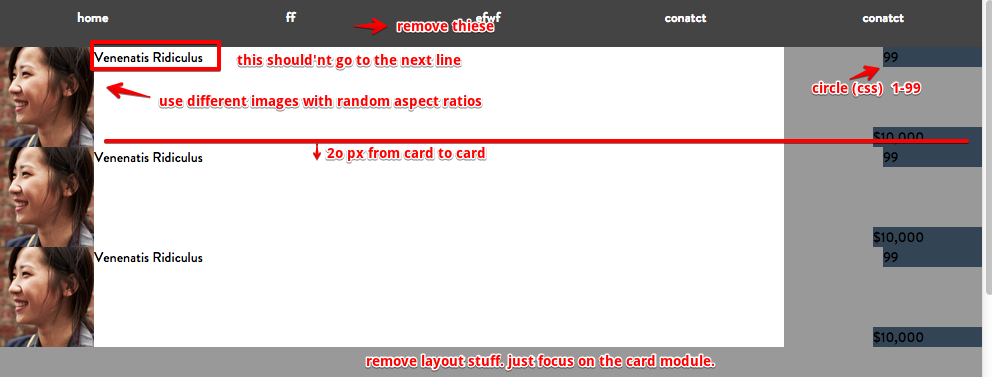 home ff efwf conatct conatct
remove thiese
Venenatis Ridiculus this should'nt go to the next line 99
use different images with random aspect ratios
circle (css) 1-99
$10,000
2o px from card to card
Venenatis Ridiculus 99
$10,000
Venenatis Ridiculus 99
$10,000
remove layout stuff. just focus on the card module.